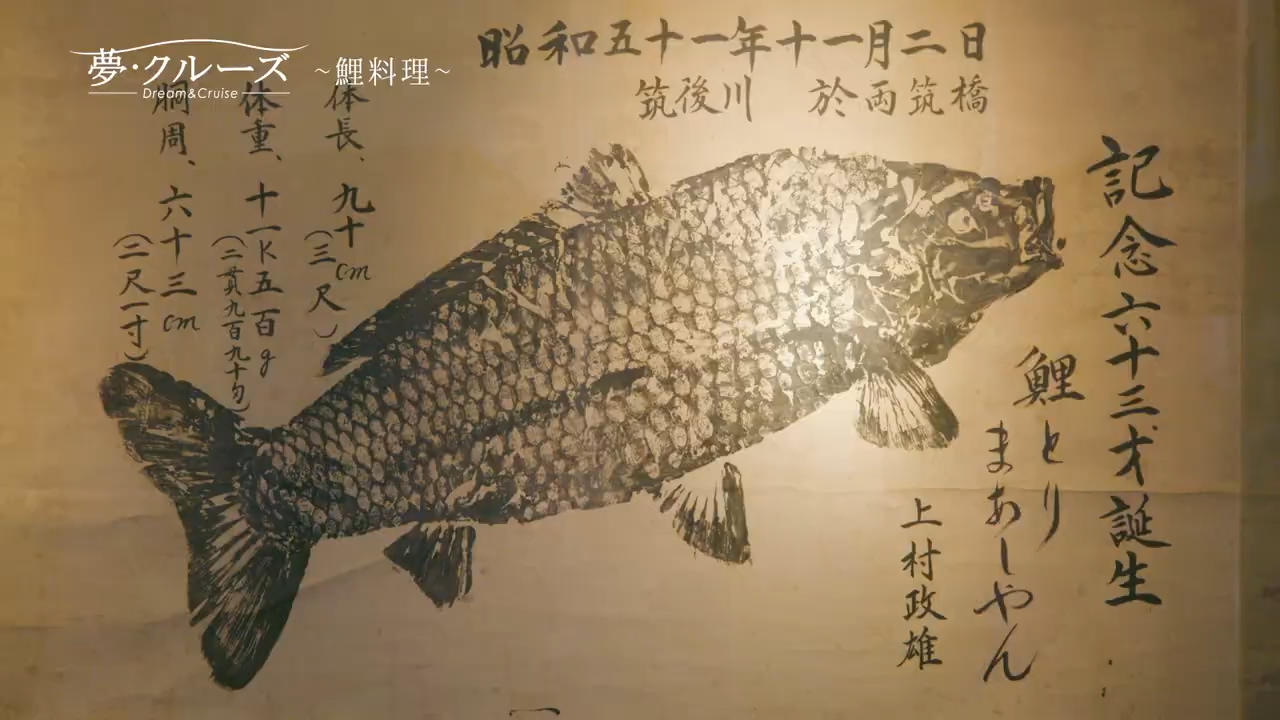 夢・クルーズ
Dream&Cruise
~鯉料理~
昭和五十一年十一月二日
筑後川 於両筑橋
記念六十三才誕生
鯉とり
まあしやん
上村政雄
体長、九十cm
(三尺)
体重、十一K五百g
(二貫九百九十匁)
胴周、六十三cm
(二尺一寸)